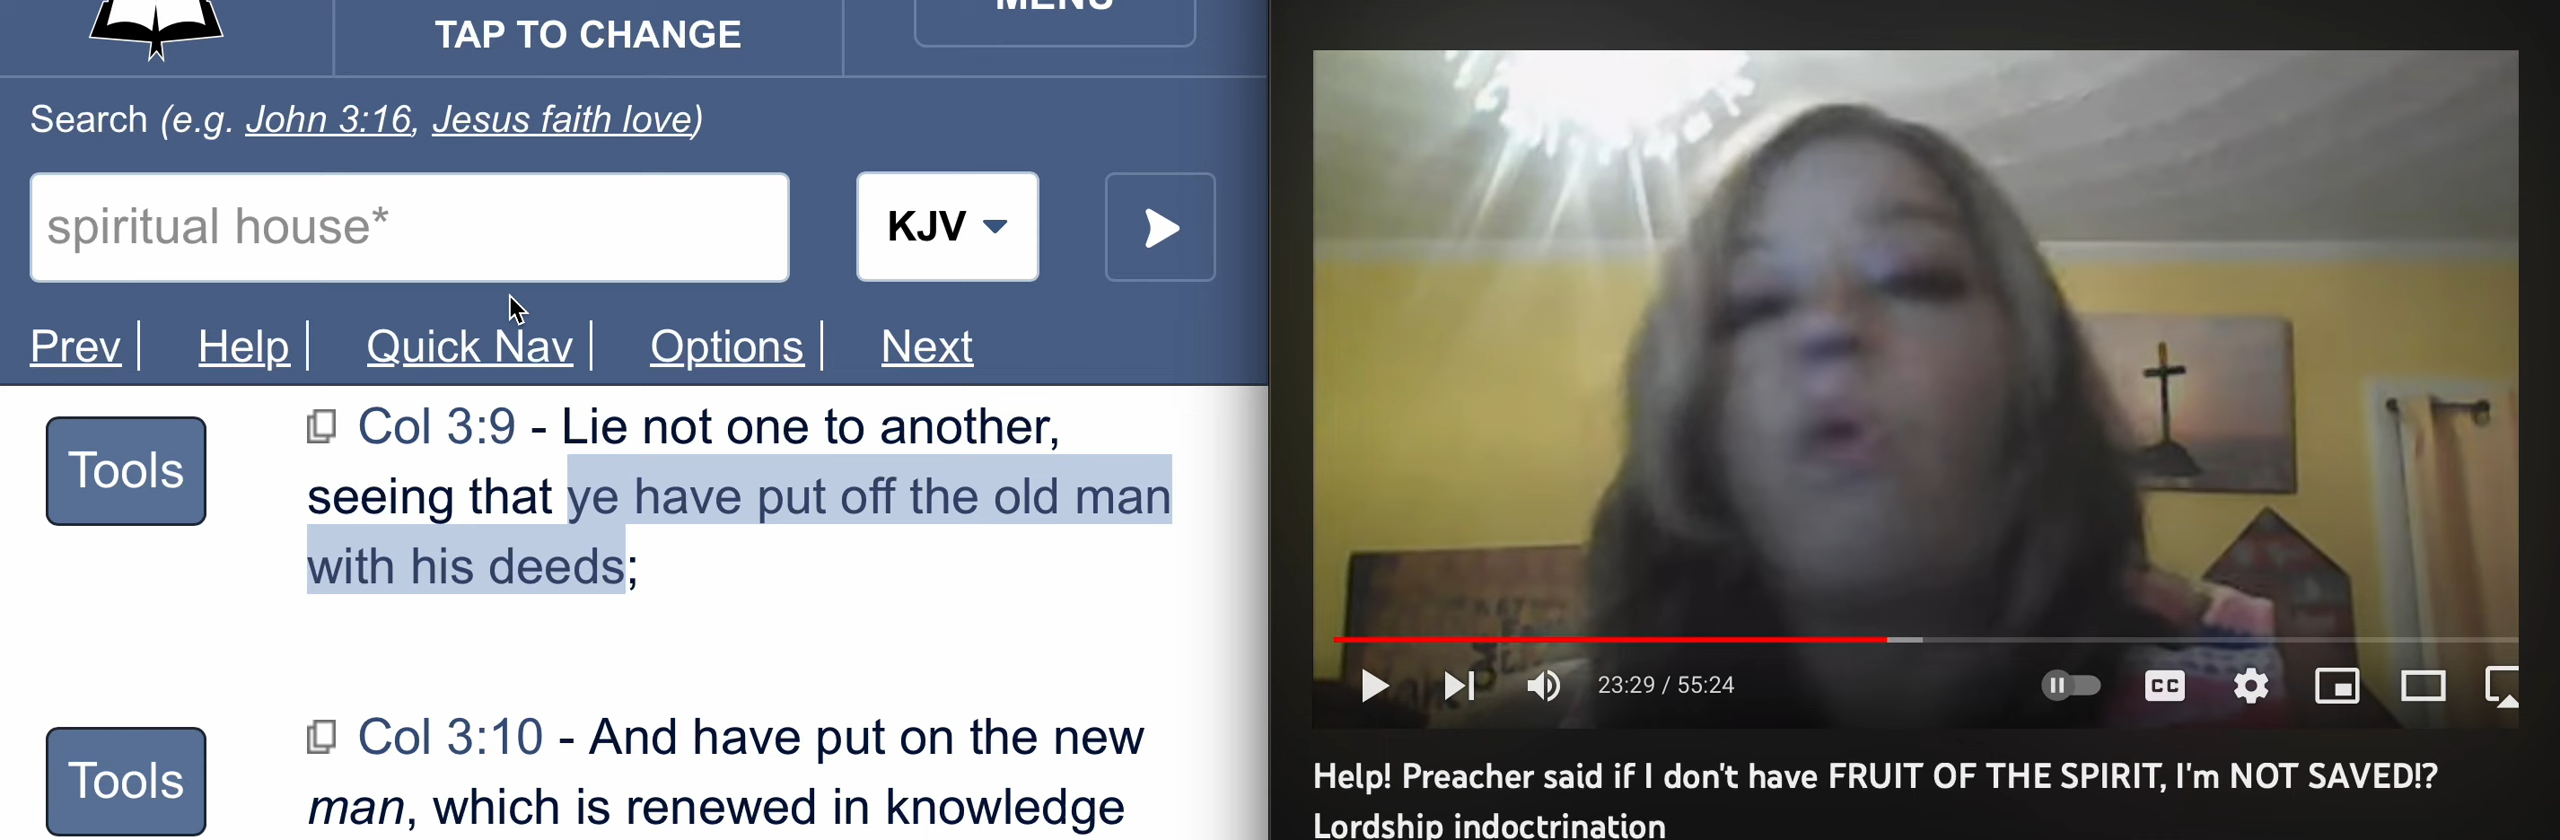 MENU
TAP TO CHANGE
Search (e.g. John 3:16, Jesus faith love)
spiritual house*
KJV
Prev | Help | Quick Nav | Options | Next
Tools
Col 3:9 - Lie not one to another,
seeing that ye have put off the old man
with his deeds;
Tools
Col 3:10 - And have put on the new
man, which is renewed in knowledge
23:29 / 55:24
CC
Help! Preacher said if I don't have FRUIT OF THE SPIRIT, I'm NOT SAVED!?
Lordship indoctrination